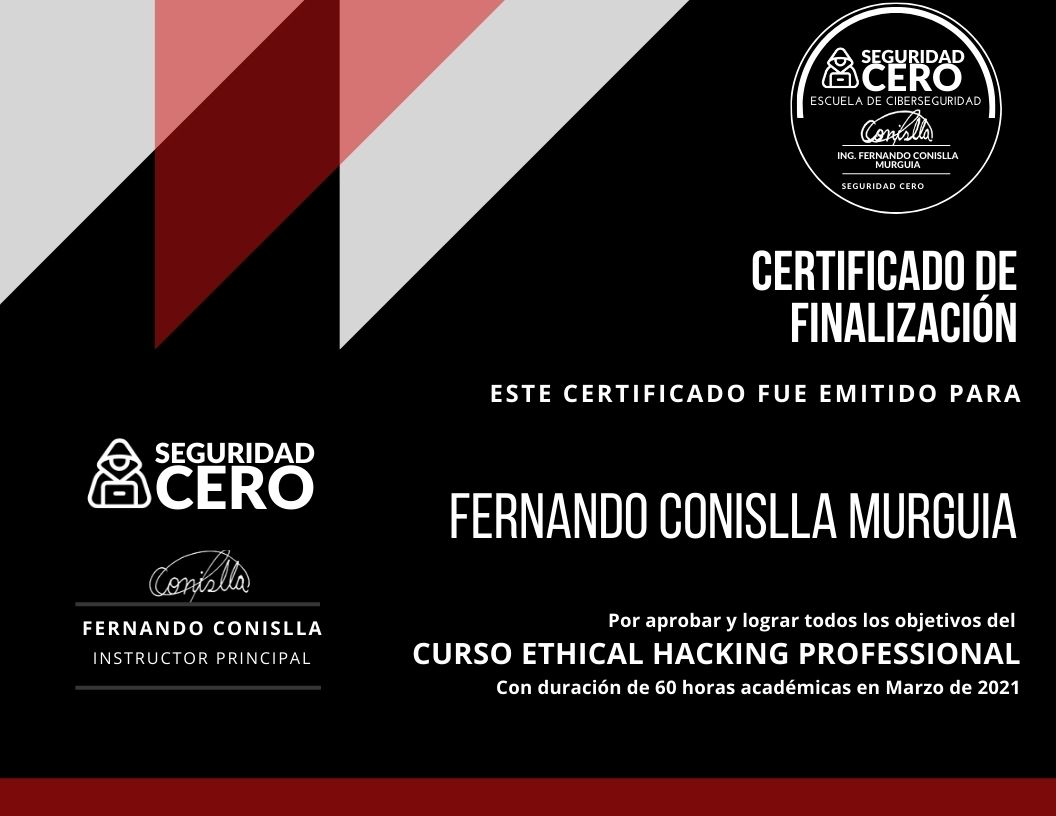 SEGURIDAD
CERO
ESCUELA DE CIBERSEGURIDAD
Conislla
ING. FERNANDO CONISLLA
MURGUIA
SEGURIDAD CERO
CERTIFICADO DE
FINALIZACIÓN
ESTE CERTIFICADO FUE EMITIDO PARA
FERNANDO CONISLLA MURGUIA
Por aprobar y lograr todos los objetivos del
CURSO ETHICAL HACKING PROFESSIONAL
Con duración de 60 horas académicas en Marzo de 2021
SEGURIDAD
CERO
Conislla
FERNANDO CONISLLA
INSTRUCTOR PRINCIPAL